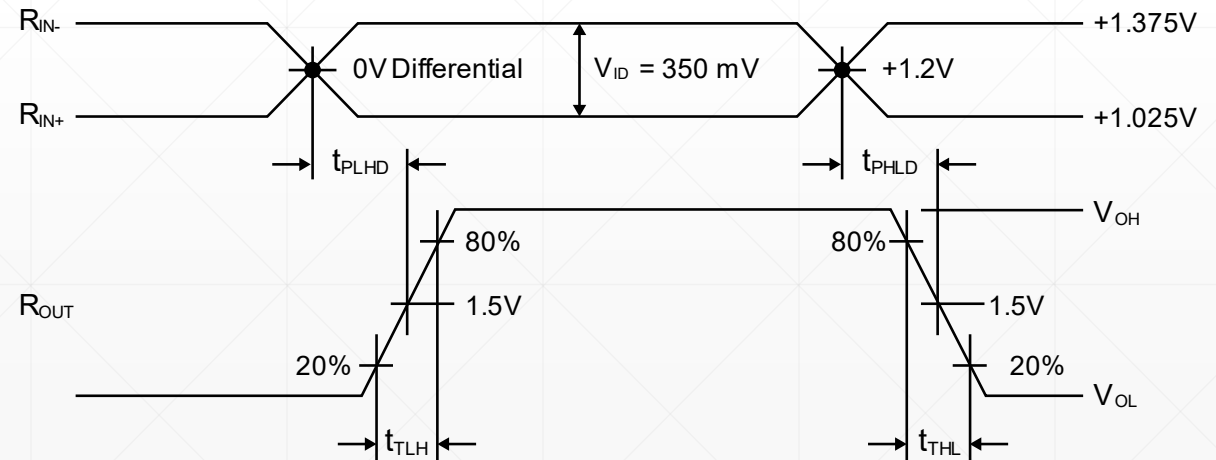 R_IN- +1.375V
0V Differential V_ID = 350 mV +1.2V
R_IN+ +1.025V
t_PLHD t_PHLD
V_OH
80% 80%
R_OUT 1.5V 1.5V
20% 20%
V_OL
t_TLH t_THL